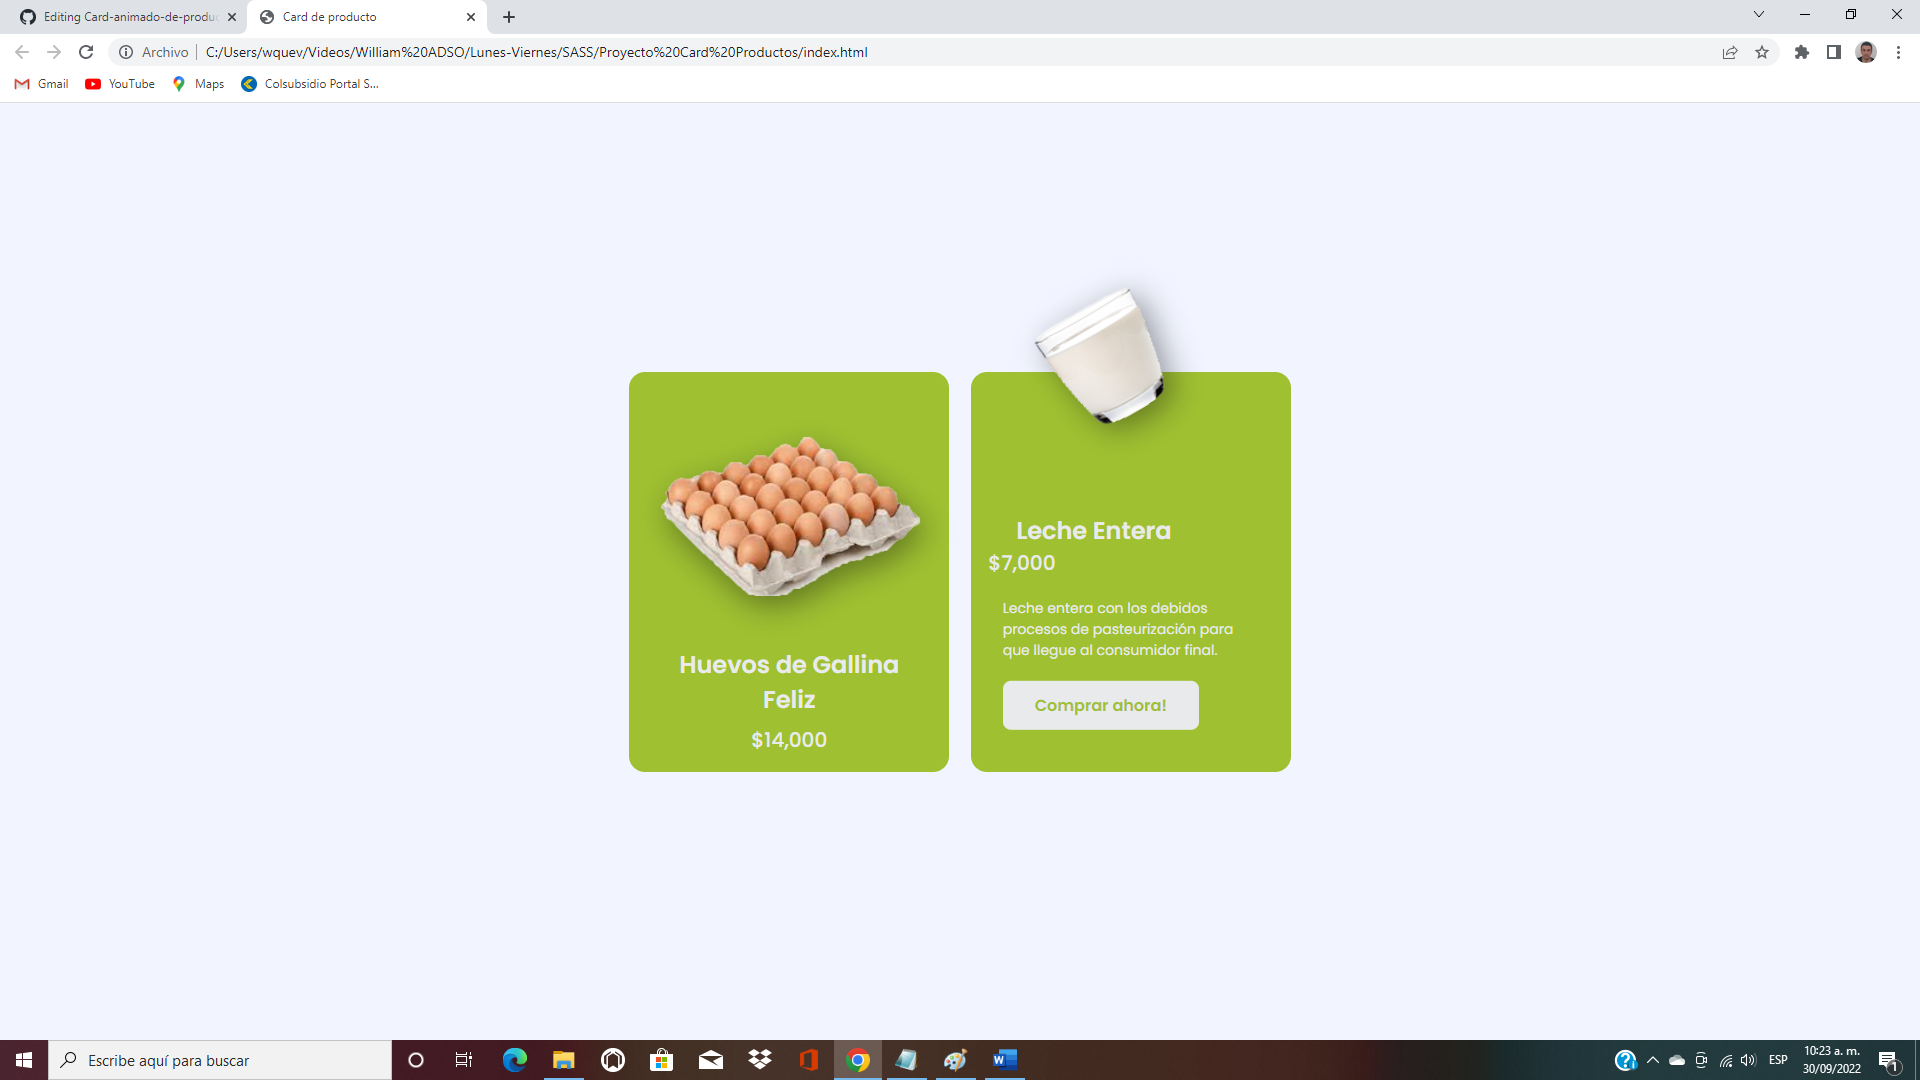 Editing Card-animado-de-produc
Card de producto
Archivo
C:/Users/wquev/Videos/William%20ADSO/Lunes-Viernes/SASS/Proyecto%20Card%20Productos/index.html
Gmail
YouTube
Maps
Colsubsidio Portal S...
Huevos de Gallina
Feliz
$14,000
Leche Entera
$7,000
Leche entera con los debidos
procesos de pasteurización para
que llegue al consumidor final.
Comprar ahora!
Escribe aquí para buscar
W
ESP
10:23 a. m.
30/09/2022
1